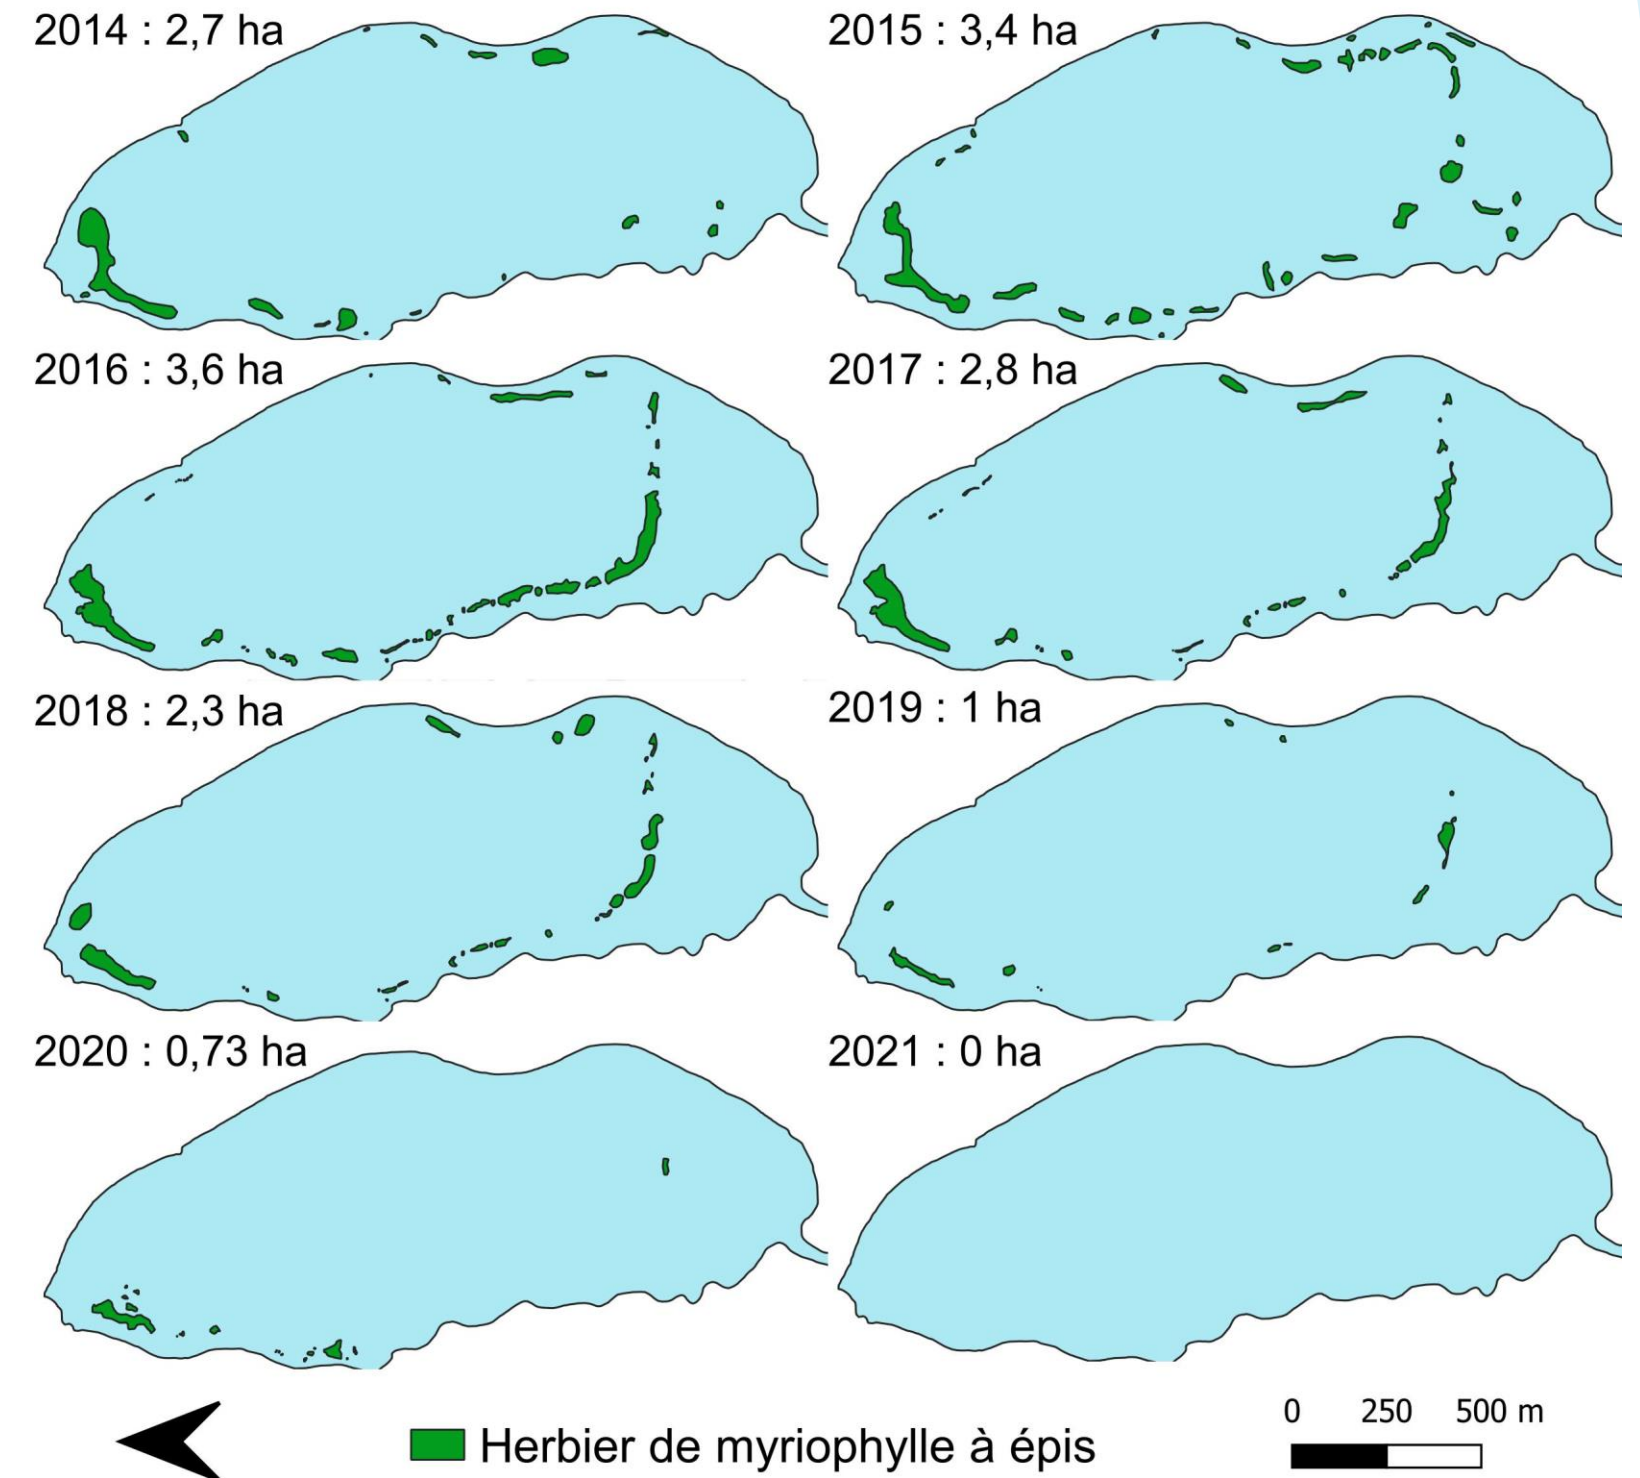 2014 : 2,7 ha
2015 : 3,4 ha
2016 : 3,6 ha
2017 : 2,8 ha
2018 : 2,3 ha
2019 : 1 ha
2020 : 0,73 ha
2021 : 0 ha
0 250 500 m
Herbier de myriophylle à épis